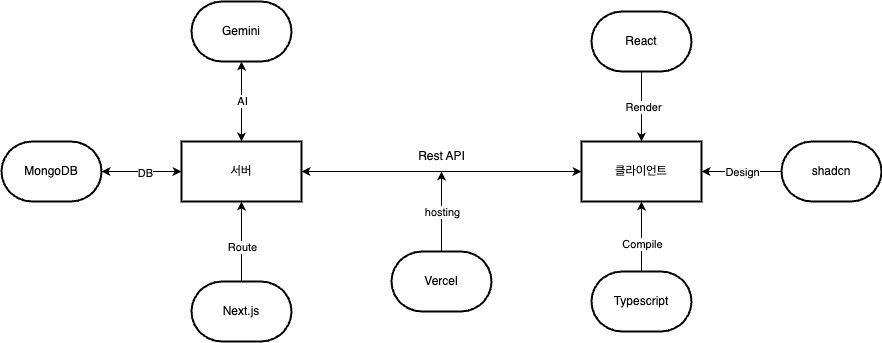 Gemini
React
AI
Render
MongoDB
DB
서버
Rest API
클라이언트
Design
shadcn
hosting
Route
Compile
Vercel
Next.js
Typescript